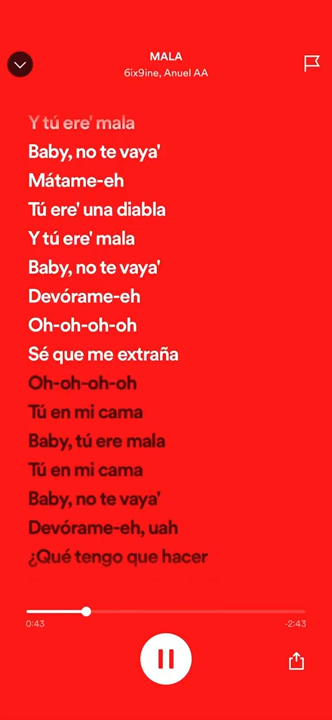 MALA
6ix9ine, Anuel AA
Y tú ere' mala
Baby, no te vaya'
Mátame-eh
Tú ere' una diabla
Y tú ere' mala
Baby, no te vaya'
Devórame-eh
Oh-oh-oh-oh
Sé que me extraña
Oh-oh-oh-oh
Tú en mi cama
Baby, tú ere mala
Tú en mi cama
Baby, no te vaya'
Devórame-eh, uah
¿Qué tengo que hacer
0:43
-2:43